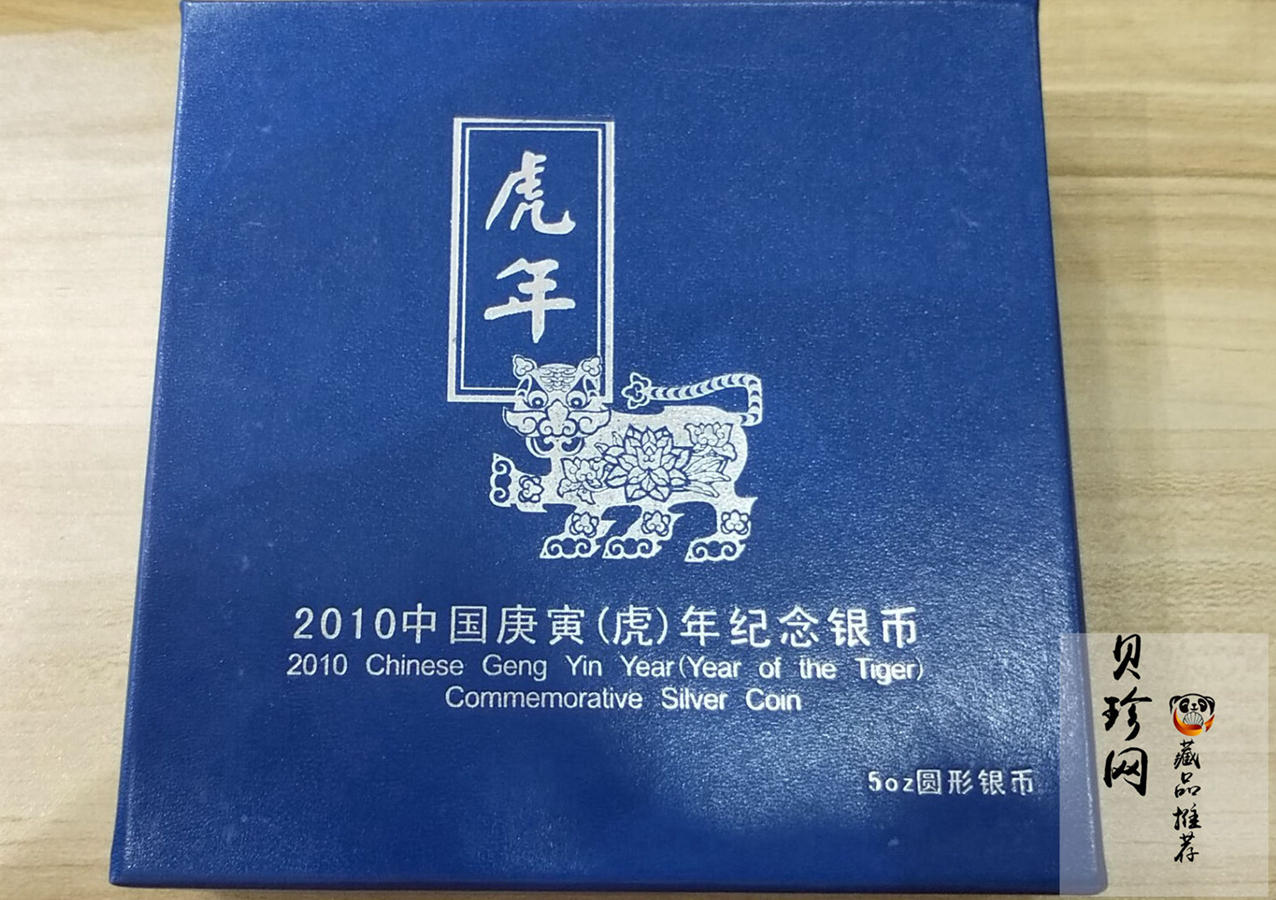 虎年
2010中国庚寅(虎)年纪念银币
2010 Chinese Geng Yin Year(Year of the Tiger)
Commemorative Silver Coin
5oz圆形银币
贝珍网
藏品推荐